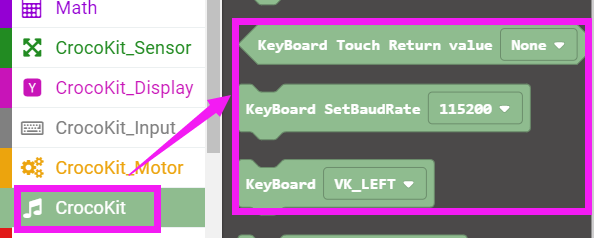 Math
CrocoKit_Sensor
Y CrocoKit_Display
CrocoKit_Input
CrocoKit_Motor
CrocoKit
KeyBoard Touch Return value None
KeyBoard SetBaudRate 115200
KeyBoard VK_LEFT